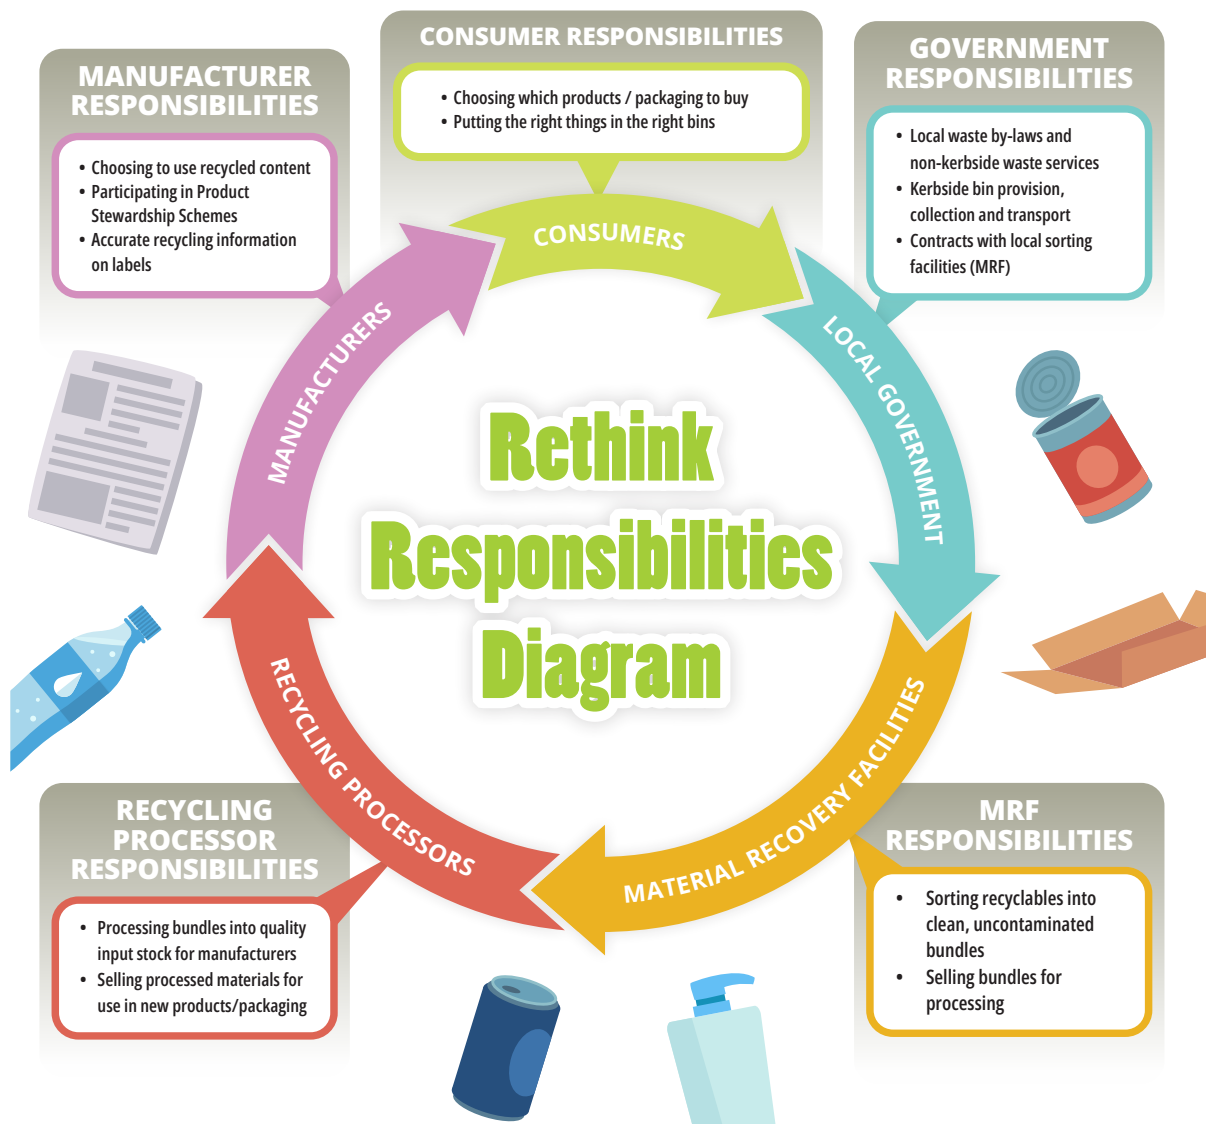 CONSUMER RESPONSIBILITIES
• Choosing which products / packaging to buy
• Putting the right things in the right bins
GOVERNMENT
RESPONSIBILITIES
• Local waste by-laws and
non-kerbside waste services
• Kerbside bin provision,
collection and transport
• Contracts with local sorting
facilities (MRF)
MANUFACTURER
RESPONSIBILITIES
• Choosing to use recycled content
• Participating in Product
Stewardship Schemes
• Accurate recycling information
on labels
CONSUMERS
LOCAL GOVERNMENT
MANUFACTURERS
Rethink
Responsibilities
Diagram
MATERIAL RECOVERY FACILITIES
RECYCLING PROCESSORS
RECYCLING
PROCESSOR
RESPONSIBILITIES
• Processing bundles into quality
input stock for manufacturers
• Selling processed materials for
use in new products/packaging
MRF
RESPONSIBILITIES
• Sorting recyclables into
clean, uncontaminated
bundles
• Selling bundles for
processing